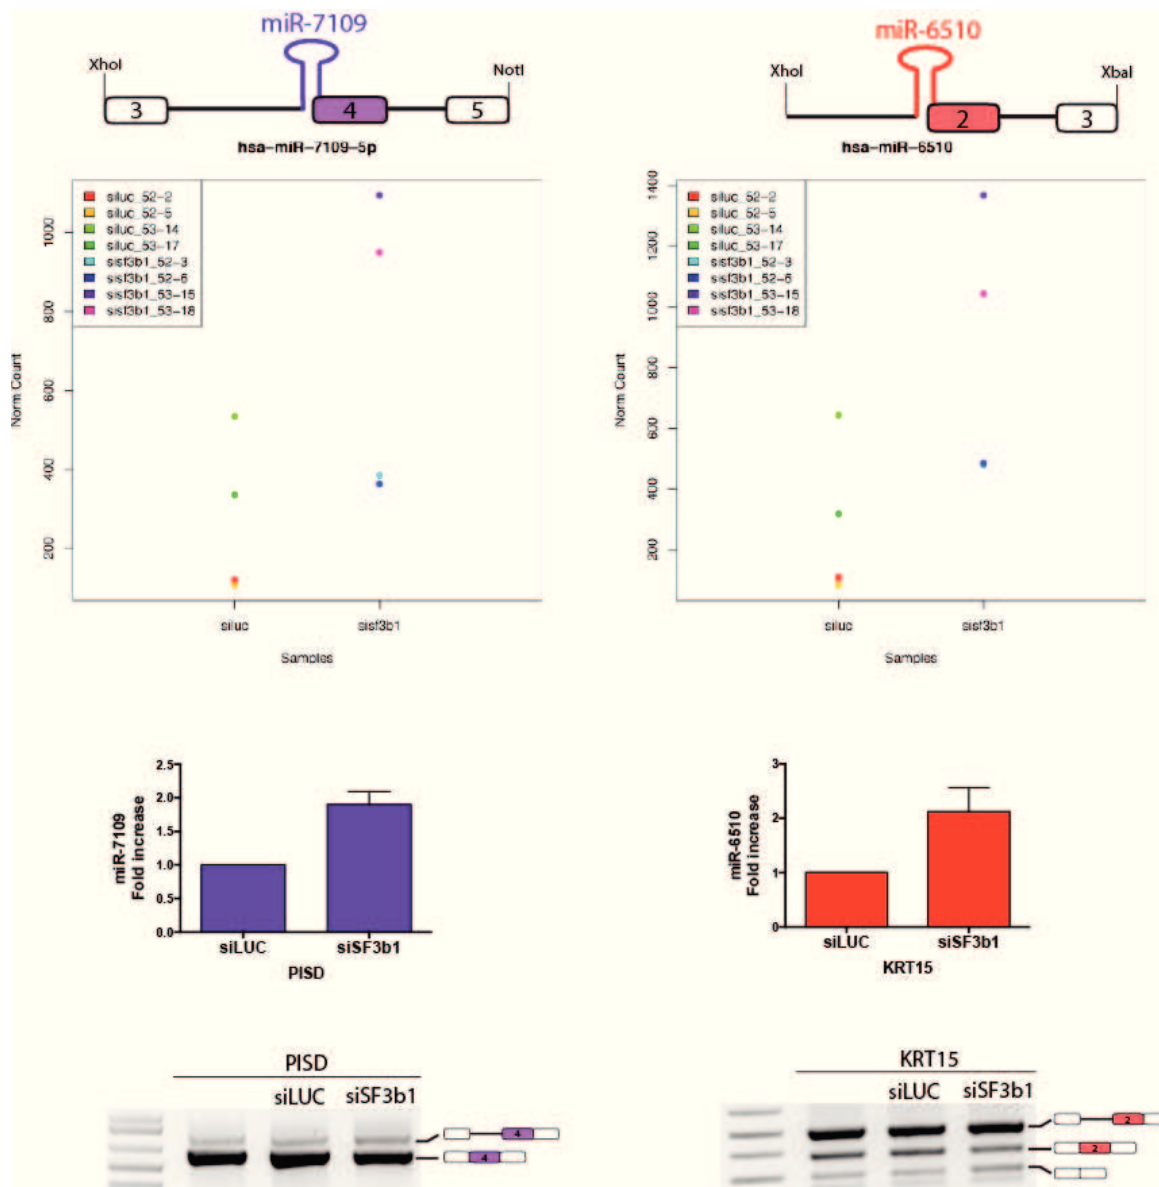 miR-7109
XhoI
NotI
3
4
5
hsa-miR-7109-5p
1000
800
600
400
200
Norm Count
siluc_52-2
siluc_52-5
siluc_53-14
siluc_53-17
sisf3b1_52-3
sisf3b1_52-6
sisf3b1_53-15
sisf3b1_53-18
siluc
sisf3b1
Samples
miR-6510
XhoI
XbaI
2
3
hsa-miR-6510
1400
1200
1000
800
600
400
200
Norm Count
siluc_52-2
siluc_52-5
siluc_53-14
siluc_53-17
sisf3b1_52-3
sisf3b1_52-6
sisf3b1_53-15
sisf3b1_53-18
siluc
sisf3b1
Samples
miR-7109
Fold increase
2.5
2.0
1.5
1.0
0.5
0.0
siLUC
siSF3b1
PISD
miR-6510
Fold increase
3
2
1
0
siLUC
siSF3b1
KRT15
PISD
siLUC siSF3b1
4
4
KRT15
siLUC siSF3b1
2
2